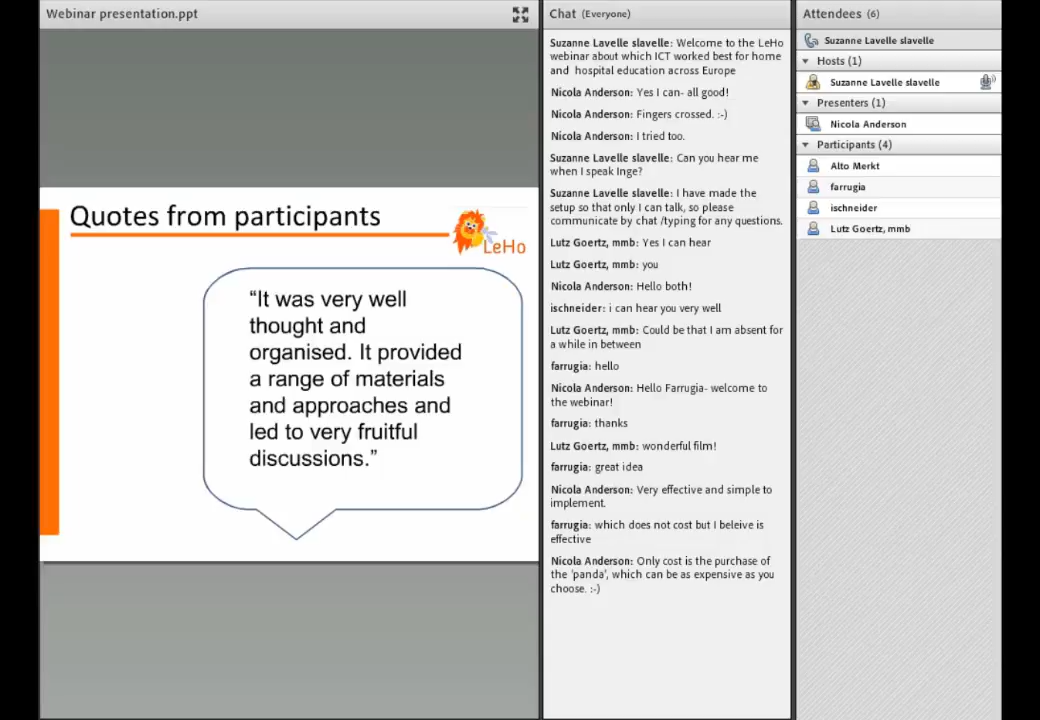 Webinar presentation.ppt
Quotes from participants
LeHo
“It was very well
thought and
organised. It provided
a range of materials
and approaches and
led to very fruitful
discussions.”
Chat (Everyone)
Suzanne Lavelle slavelle: Welcome to the LeHo
webinar about which ICT worked best for home
and hospital education across Europe
Nicola Anderson: Yes I can- all good!
Nicola Anderson: Fingers crossed. :-)
Nicola Anderson: I tried too.
Suzanne Lavelle slavelle: Can you hear me
when I speak Inge?
Suzanne Lavelle slavelle: I have made the
setup so that only I can talk, so please
communicate by chat /typing for any questions.
Lutz Goertz, mmb: Yes I can hear
Lutz Goertz, mmb: you
Nicola Anderson: Hello both!
ischneider: i can hear you very well
Lutz Goertz, mmb: Could be that I am absent for
a while in between
farrugia: hello
Nicola Anderson: Hello Farrugia- welcome to
the webinar!
farrugia: thanks
Lutz Goertz, mmb: wonderful film!
farrugia: great idea
Nicola Anderson: Very effective and simple to
implement.
farrugia: which does not cost but I beleive is
effective
Nicola Anderson: Only cost is the purchase of
the 'panda', which can be as expensive as you
choose. :-)
Attendees (6)
Suzanne Lavelle slavelle
Hosts (1)
Suzanne Lavelle slavelle
Presenters (1)
Nicola Anderson
Participants (4)
Alto Merkt
farrugia
ischneider
Lutz Goertz, mmb